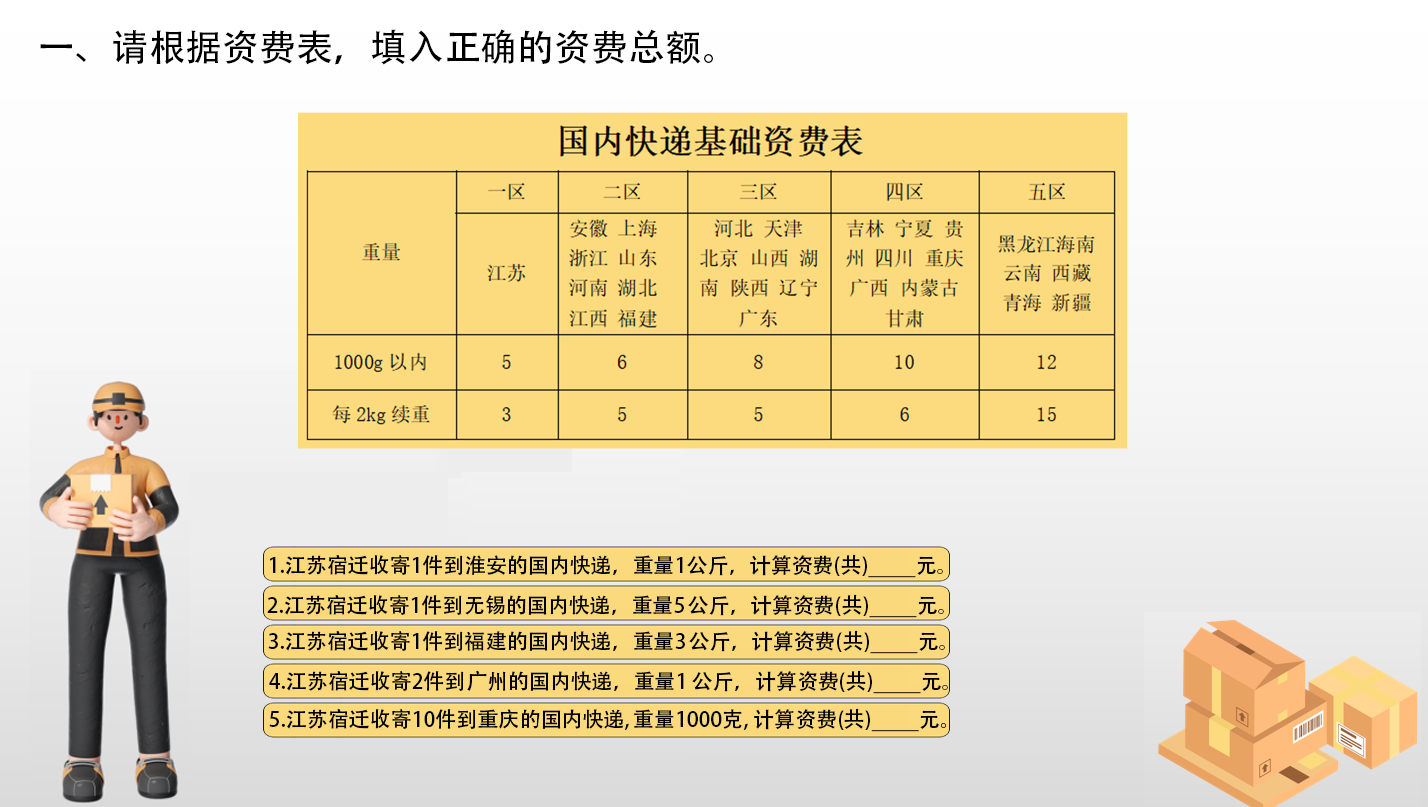 一、请根据资费表，填入正确的资费总额。
国内快递基础资费表
重量 一区 二区 三区 四区 五区
江苏
安徽 上海
浙江 山东
河南 湖北
江西 福建
河北 天津
北京 山西 湖
南 陕西 辽宁
广东
吉林 宁夏 贵
州 四川 重庆
广西 内蒙古
甘肃
黑龙江海南
云南 西藏
青海 新疆
1000g 以内 5 6 8 10 12
每 2kg 续重 3 5 5 6 15
1.江苏宿迁收寄1件到淮安的国内快递，重量1公斤，计算资费(共)____元。
2.江苏宿迁收寄1件到无锡的国内快递，重量5公斤，计算资费(共)____元。
3.江苏宿迁收寄1件到福建的国内快递，重量3公斤，计算资费(共)____元。
4.江苏宿迁收寄2件到广州的国内快递，重量1 公斤，计算资费(共)____元。
5.江苏宿迁收寄10件到重庆的国内快递,重量1000克,计算资费(共)____元。